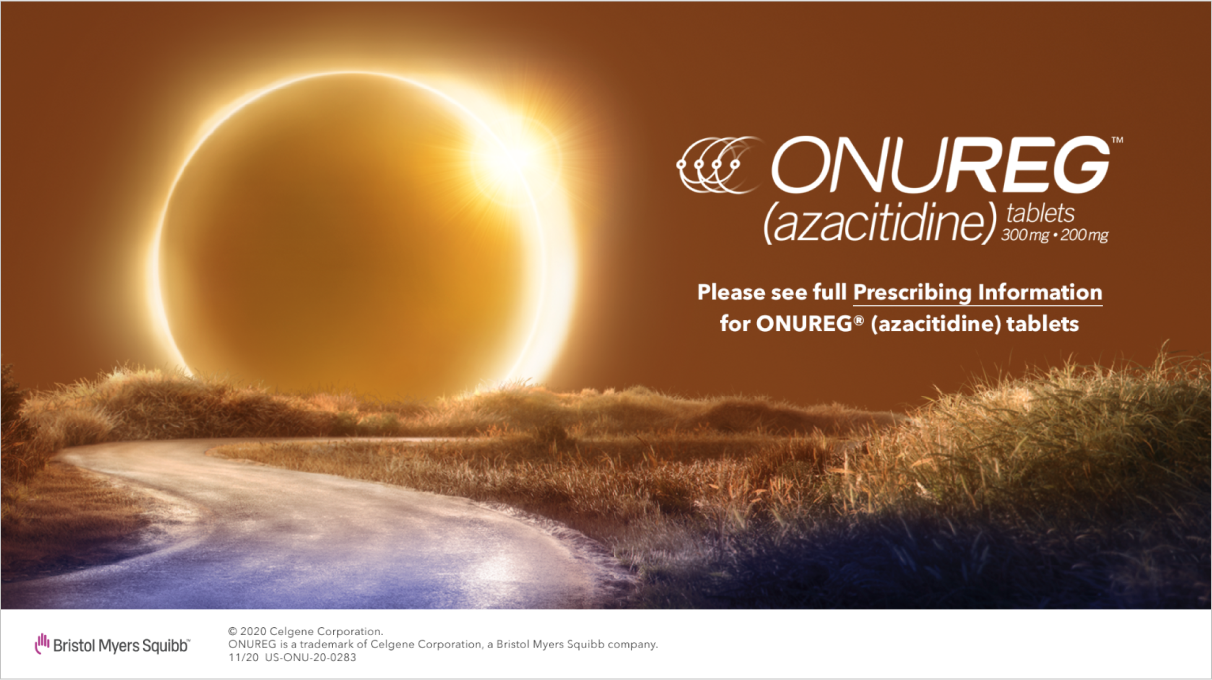 ONUREG™
(azacitidine) tablets
300 mg • 200 mg
Please see full Prescribing Information
for ONUREG® (azacitidine) tablets
Bristol Myers Squibb™
© 2020 Celgene Corporation.
ONUREG is a trademark of Celgene Corporation, a Bristol Myers Squibb company.
11/20 US-ONU-20-0283